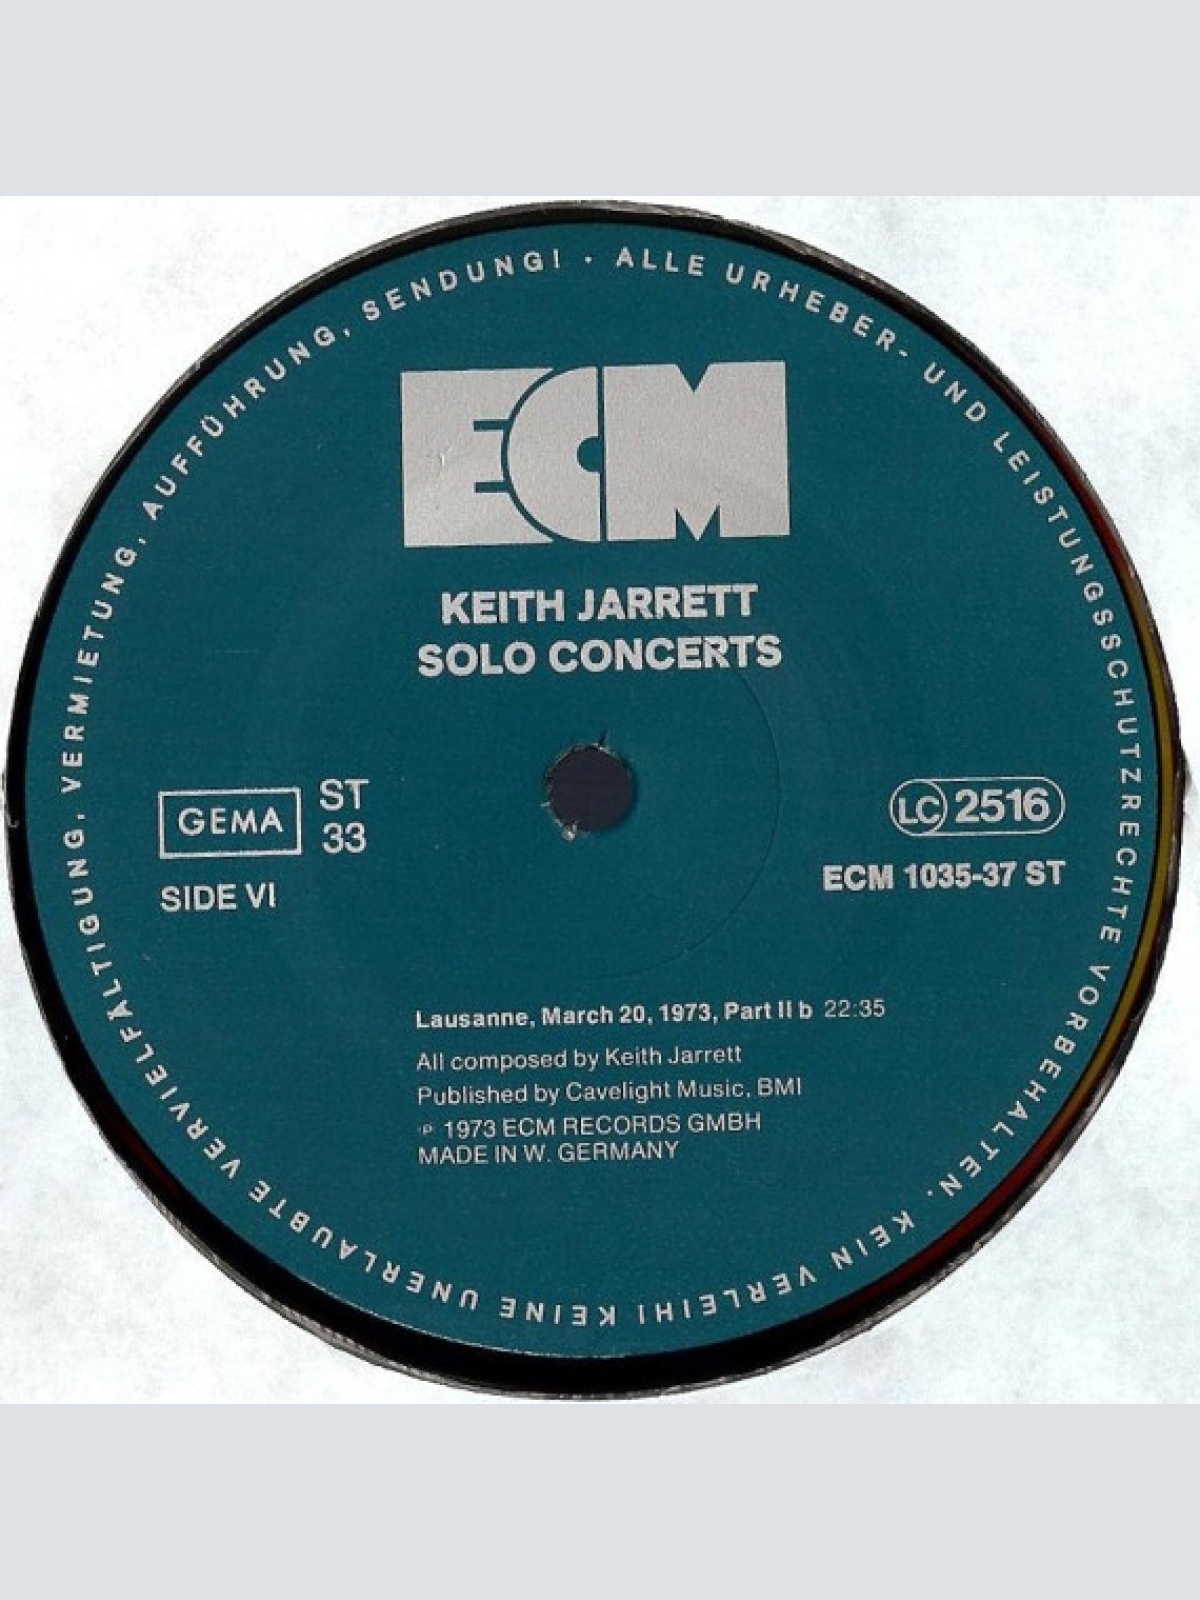 ALLE URHEBER- UND LEISTUNGSSCHUTZRECHTE VORBEHALTEN. KEIN VERLEIH! KEINE UNERLAUBTE VERVIELFÄLTIGUNG, VERMIETUNG, AUFFÜHRUNG, SENDUNG! ·
ECM
KEITH JARRETT
SOLO CONCERTS
GEMA
ST
33
SIDE VI
LC 2516
ECM 1035-37 ST
Lausanne, March 20, 1973, Part II b 22:35
All composed by Keith Jarrett
Published by Cavelight Music, BMI
℗ 1973 ECM RECORDS GMBH
MADE IN W. GERMANY